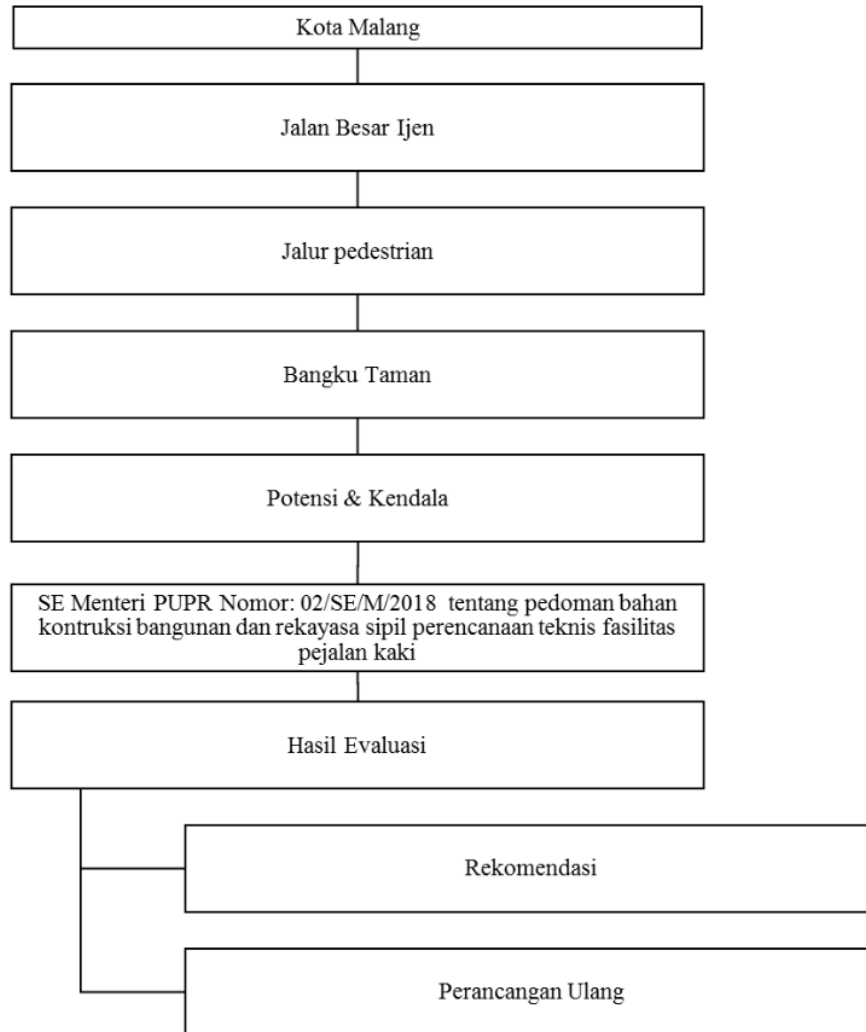 Kota Malang
Jalan Besar Ijen
Jalur pedestrian
Bangku Taman
Potensi & Kendala
SE Menteri PUPR Nomor: 02/SE/M/2018 tentang pedoman bahan
kontruksi bangunan dan rekayasa sipil perencanaan teknis fasilitas
pejalan kaki
Hasil Evaluasi
Rekomendasi
Perancangan Ulang